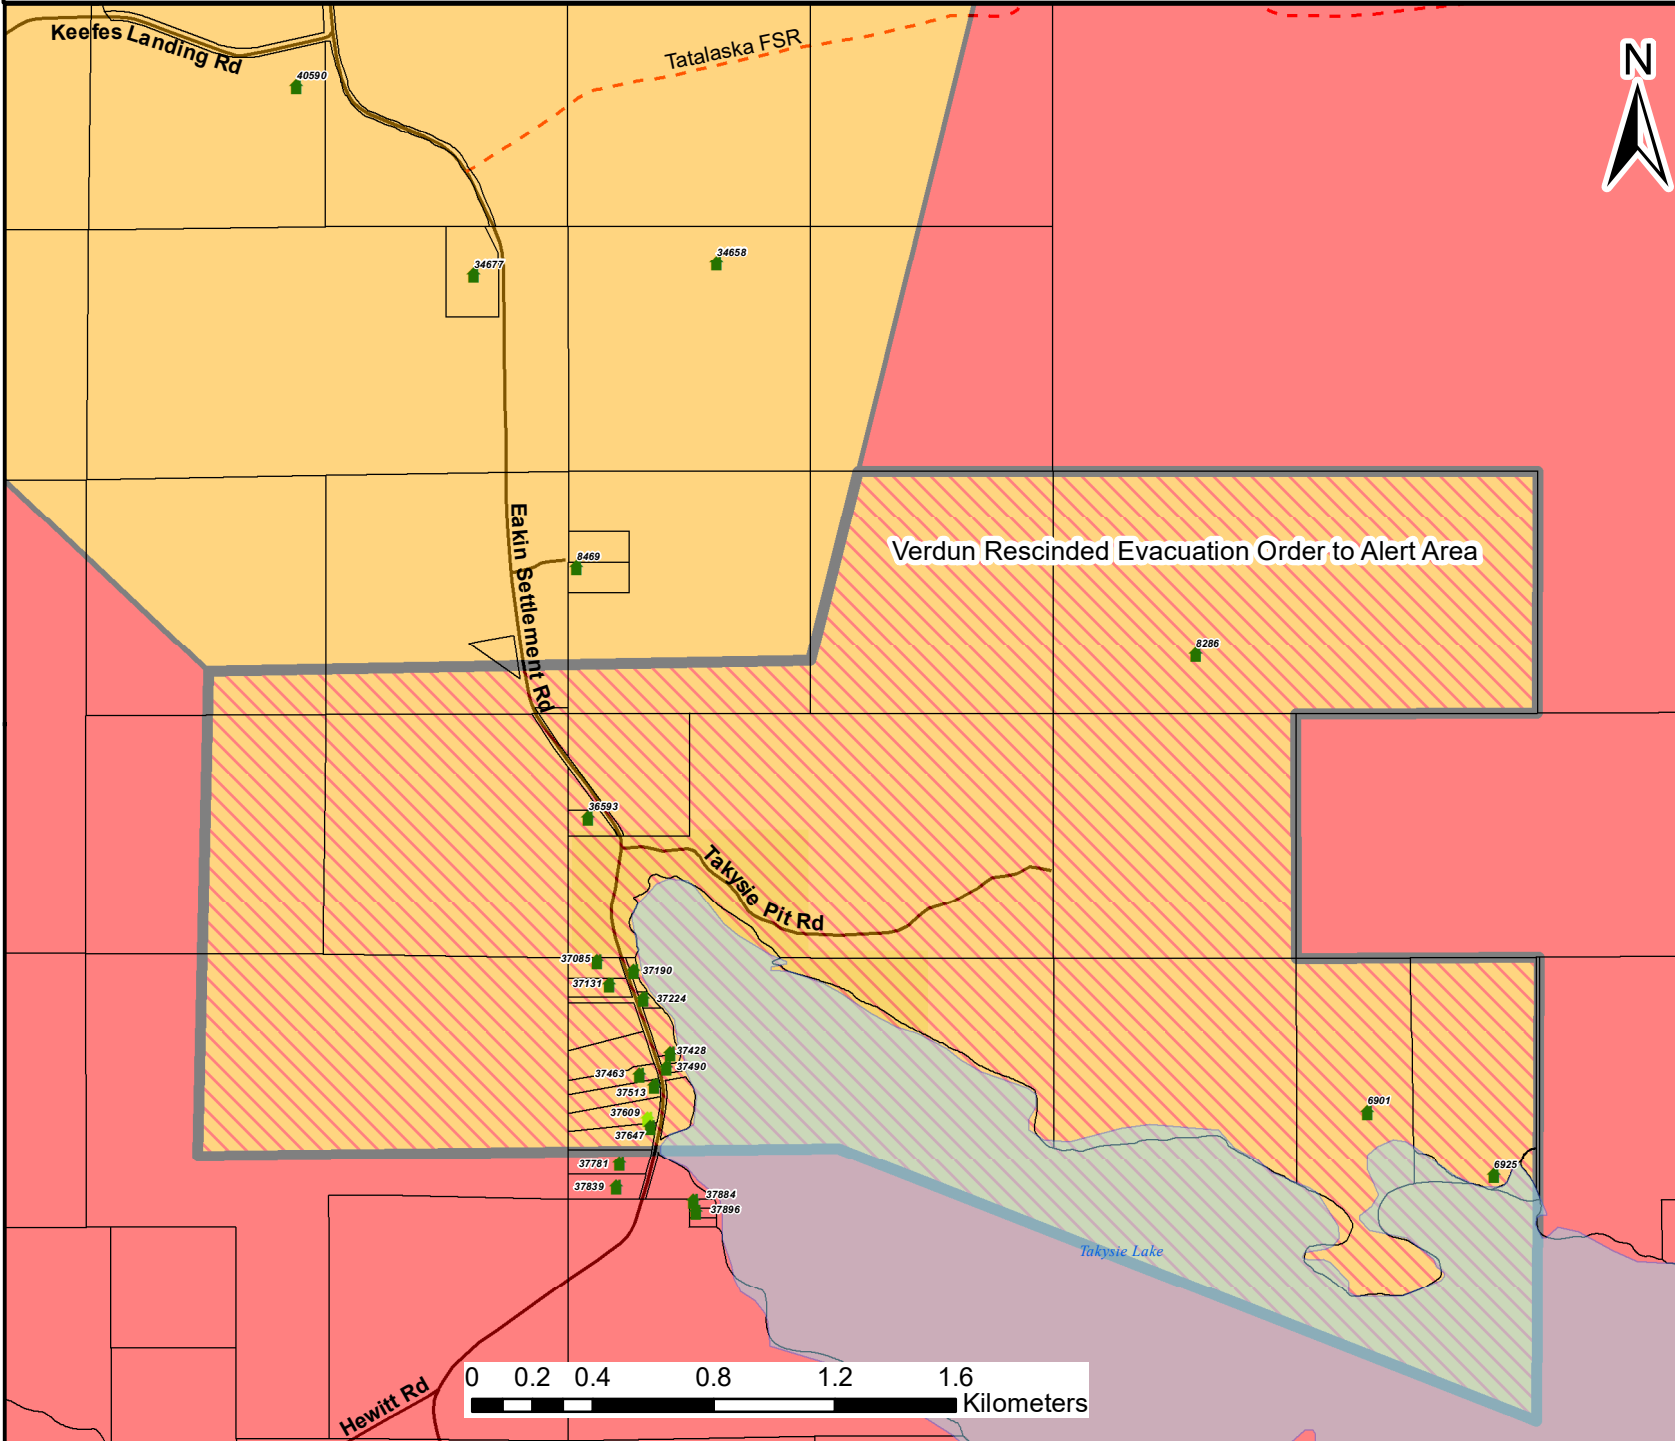 Keefes Landing Rd
Tatalaska FSR
N
40590
34658
34677
Eakin Settlement Rd
Verdun Rescinded Evacuation Order to Alert Area
8469
8286
36593
Takysie Pit Rd
37085
37190
37131
37224
37428
37490
37463
37513
37609
37647
6901
6925
37781
37839
37884
37896
Takysie Lake
Hewitt Rd
0 0.2 0.4 0.8 1.2 1.6
Kilometers